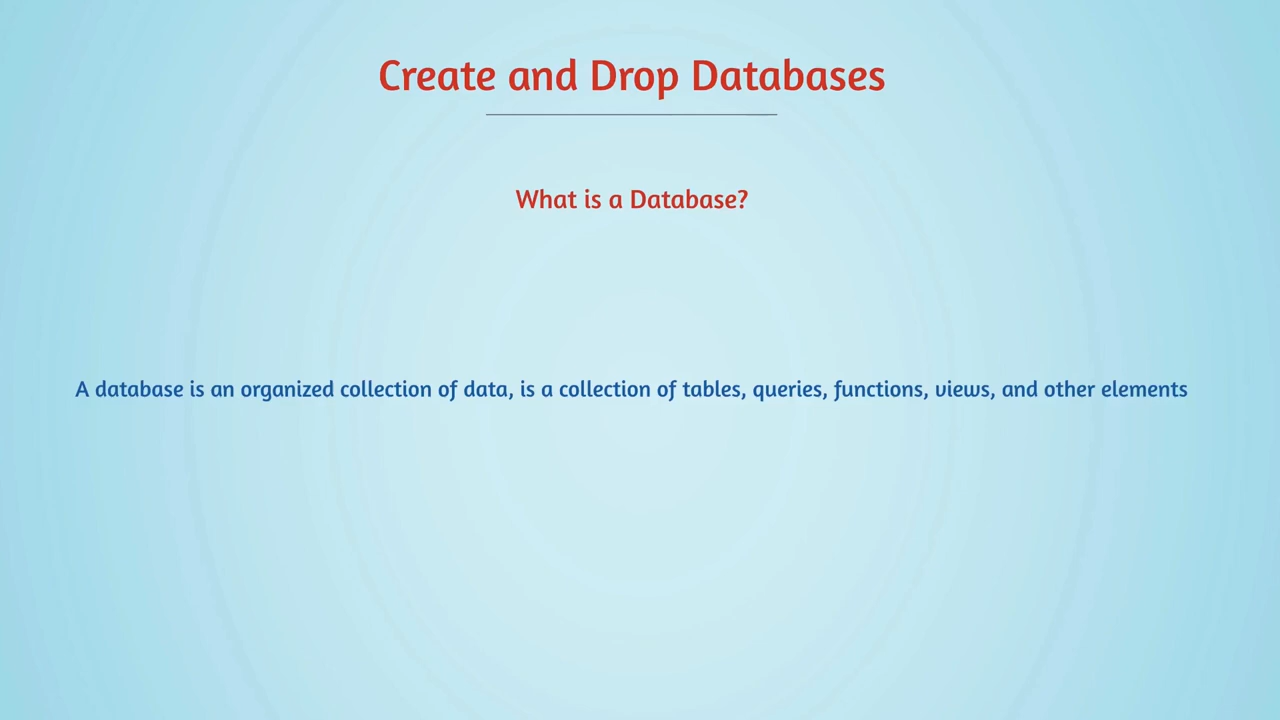 Create and Drop Databases
What is a Database?
A database is an organized collection of data, is a collection of tables, queries, functions, views, and other elements